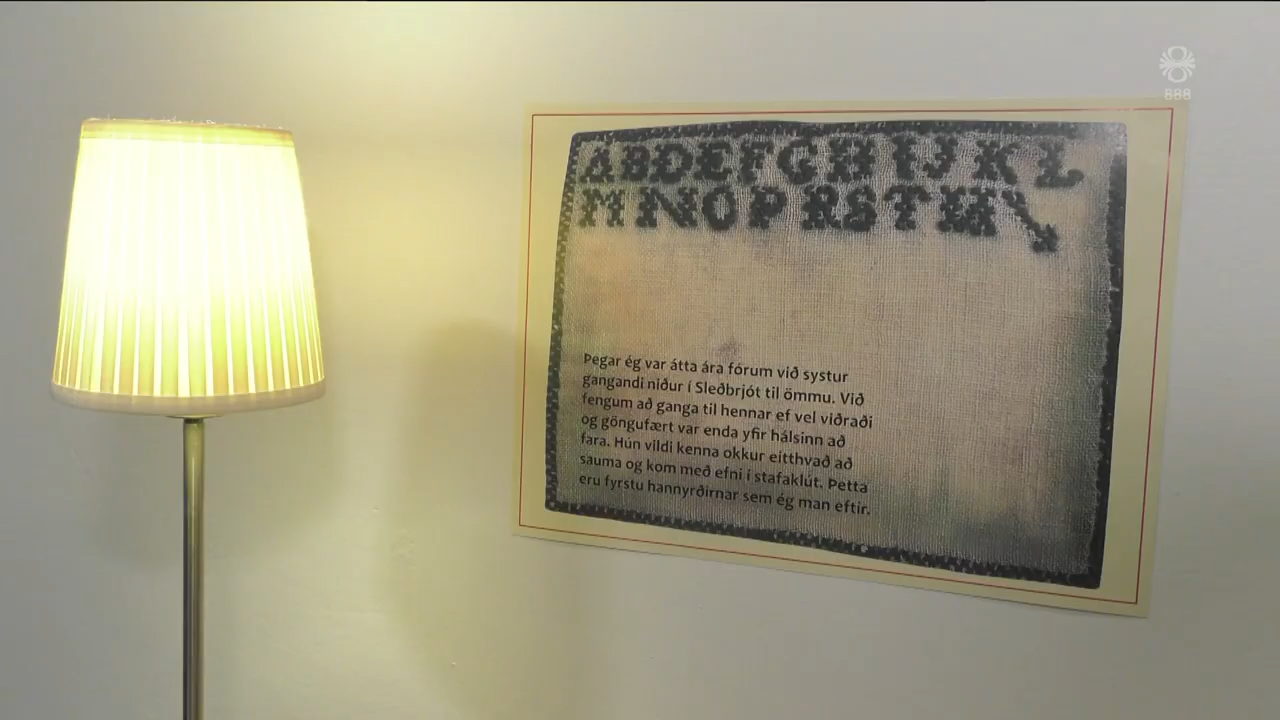 888
ABDEFGHIJKL
MNOPRSTU
Þegar ég var átta ára fórum við systur
gangandi niður í Sleðbrjót til ömmu. Við
fengum að ganga til hennar ef vel viðraði
og göngufært var enda yfir hálsinn að
fara. Hún vildi kenna okkur eitthvað að
sauma og kom með efni í stafaklút. Þetta
eru fyrstu hannyrðirnar sem ég man eftir.